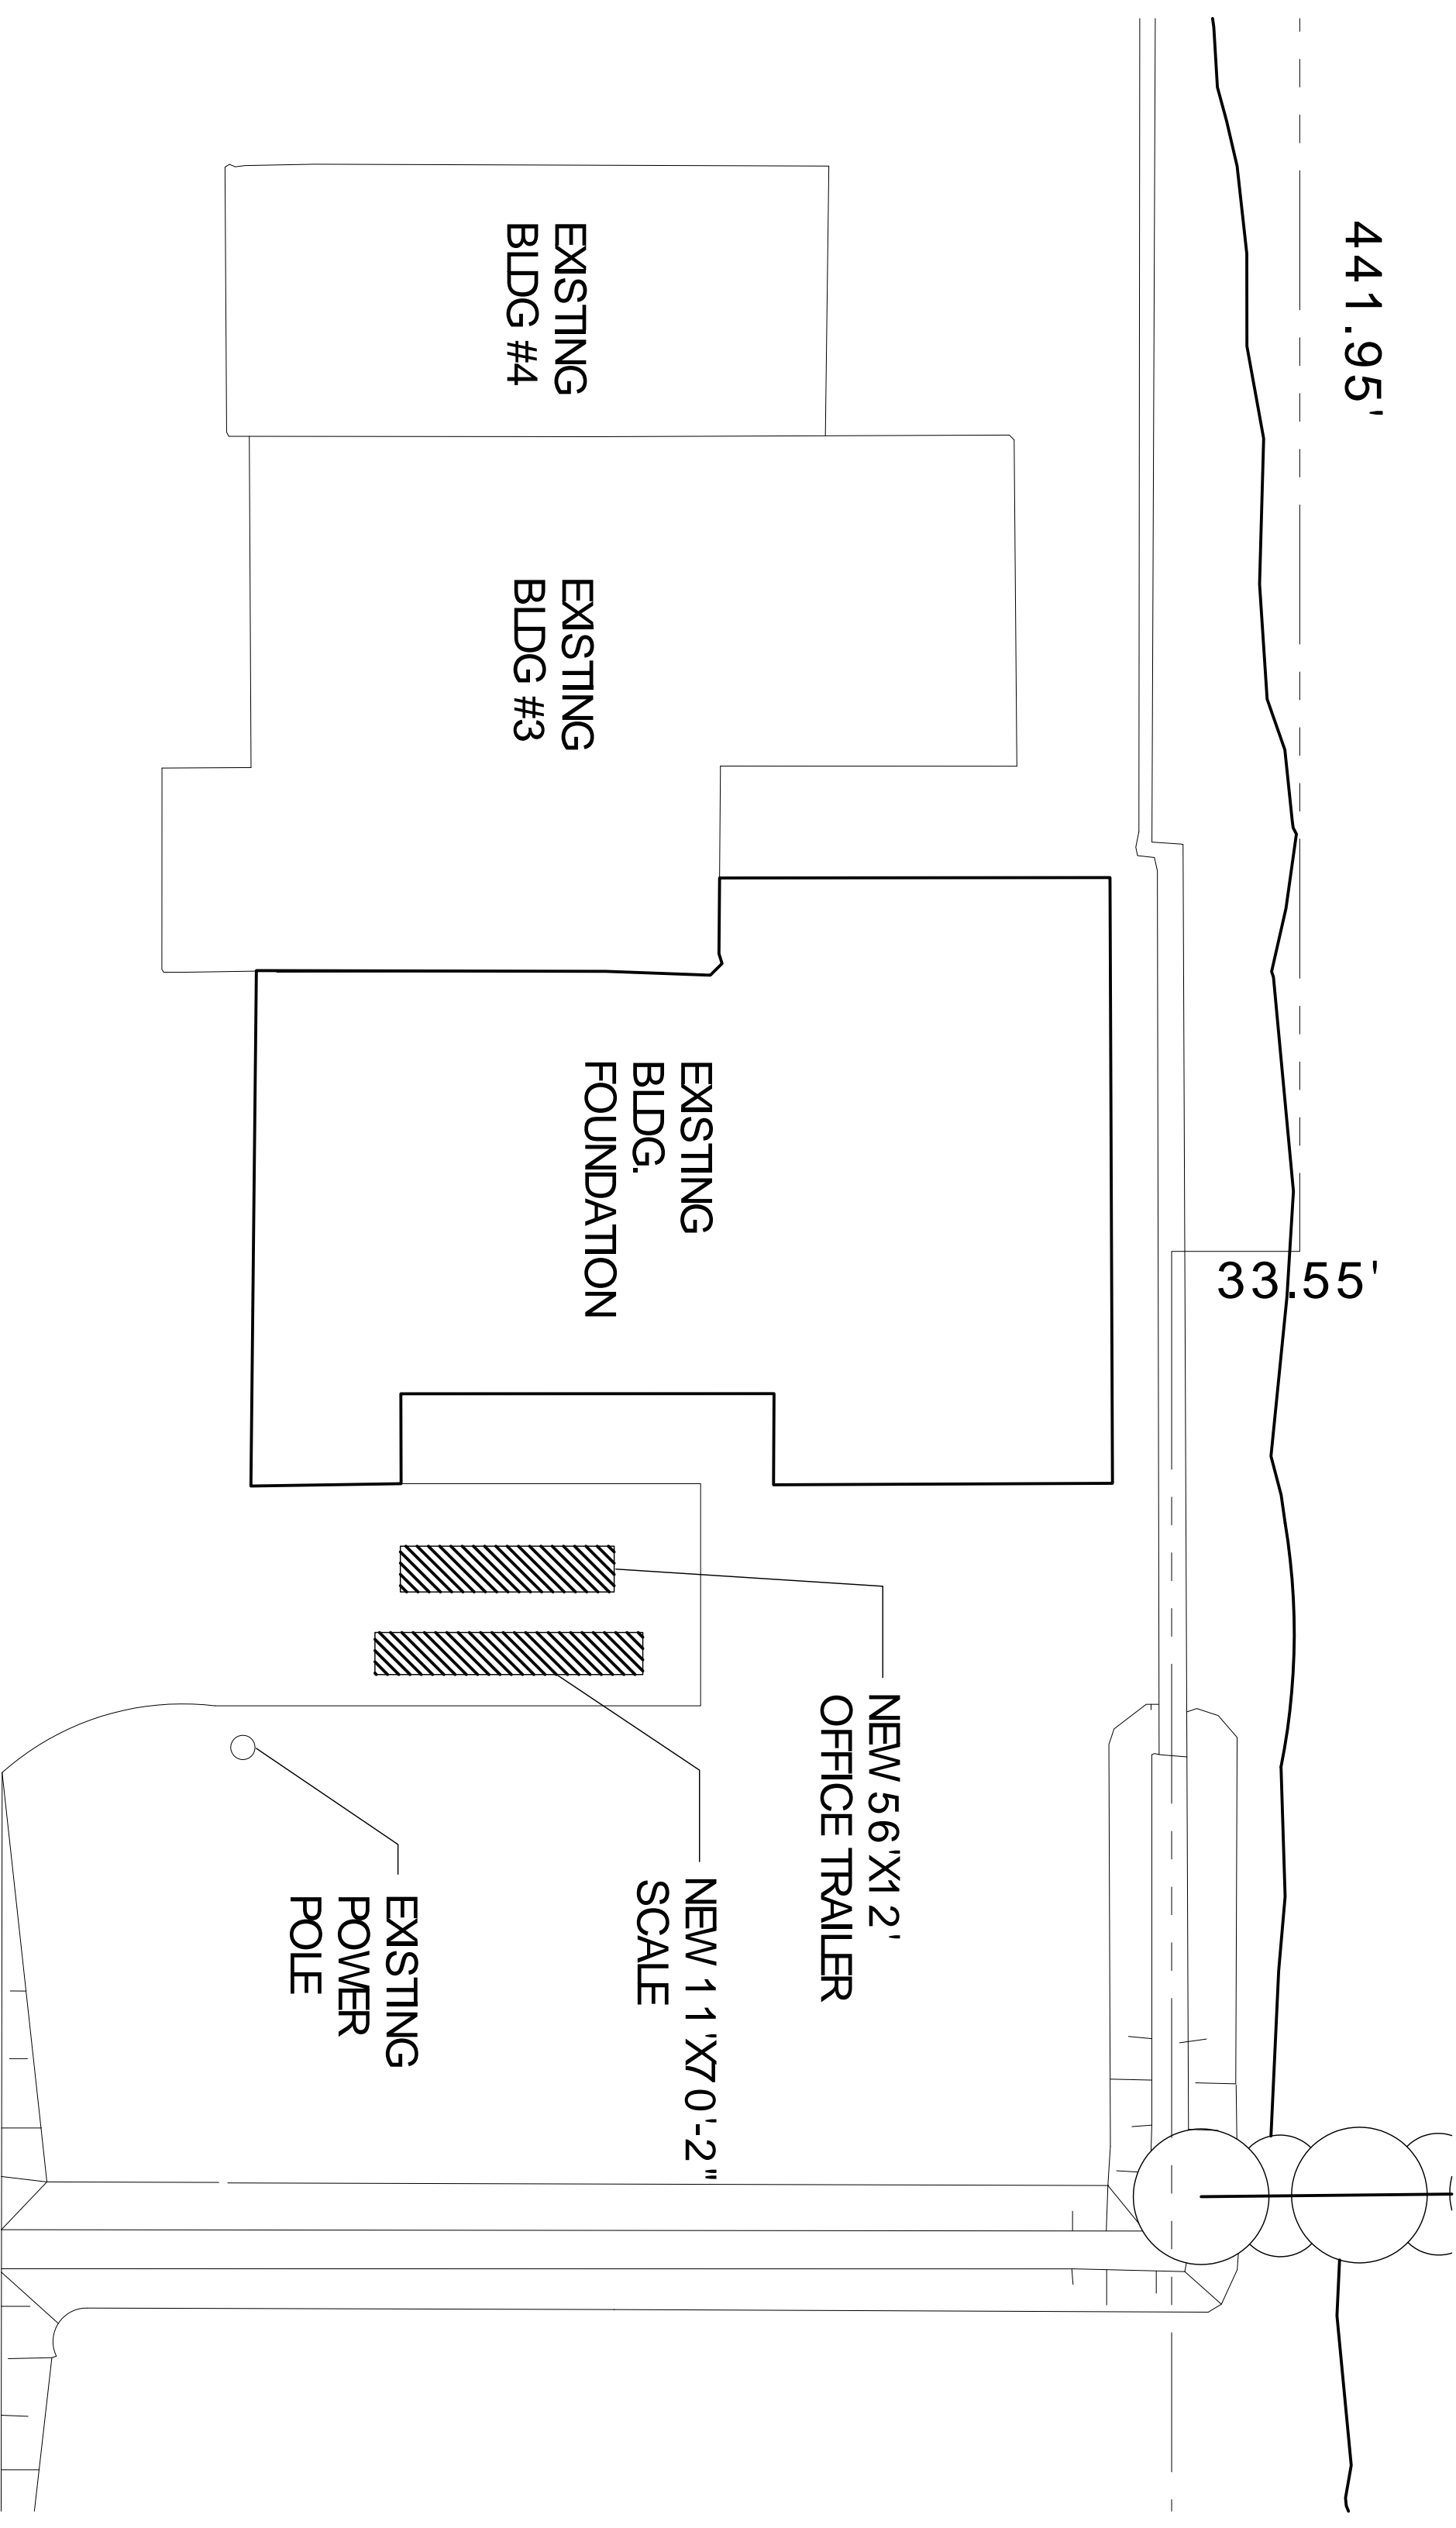 441.95'
EXISTING
BLDG #4
EXISTING
BLDG #3
EXISTING
BLDG.
FOUNDATION
33.55'
NEW 56'X12'
OFFICE TRAILER
NEW 11'X70'-2"
SCALE
EXISTING
POWER
POLE